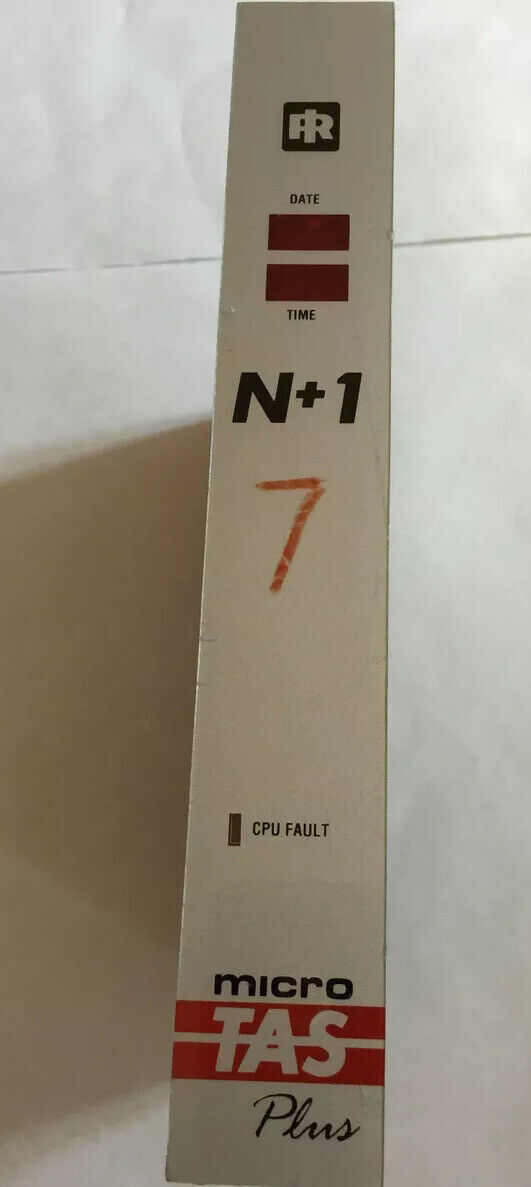 IR
DATE
TIME
N+1
7
CPU FAULT
micro
TAS
Plus